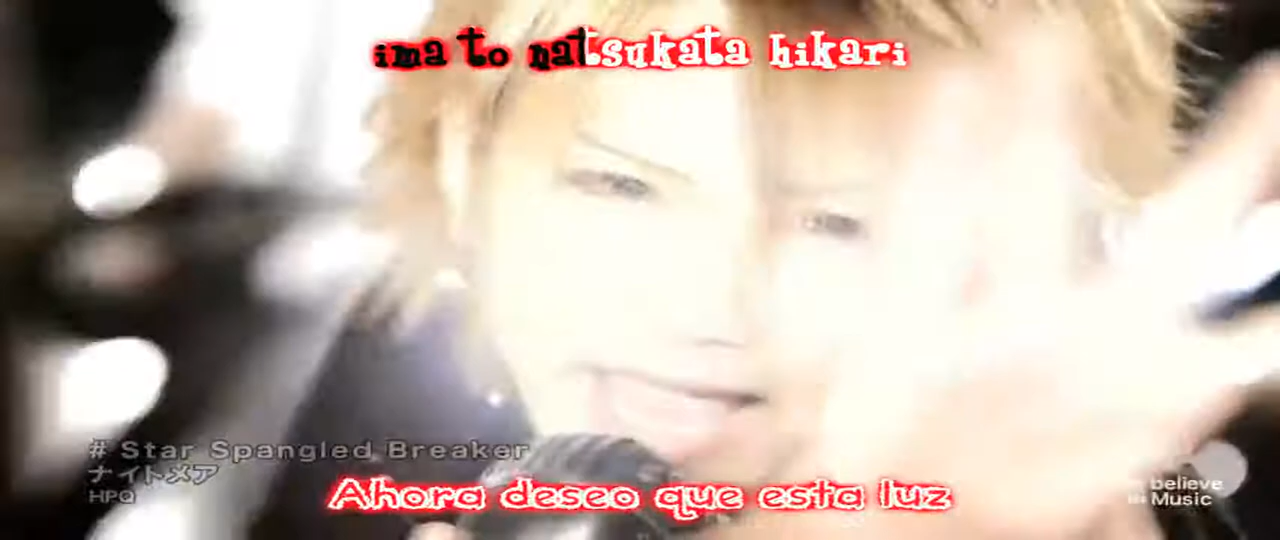 ima to natsukata hikari
# Star Spangled Breaker
ナイトメア
HPQ
Ahora deseo que esta luz
believe
in Music